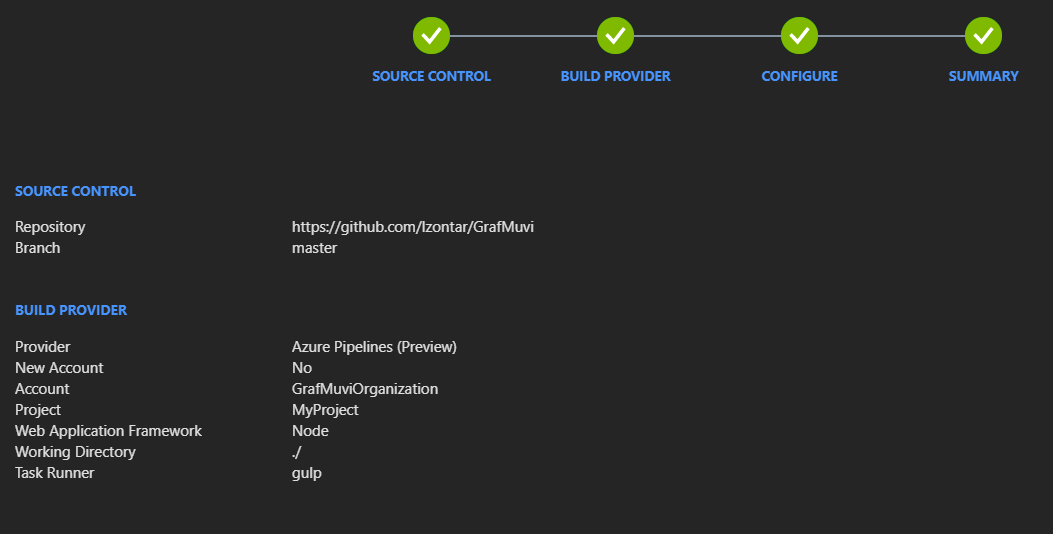 SOURCE CONTROL BUILD PROVIDER CONFIGURE SUMMARY
SOURCE CONTROL
Repository https://github.com/lzontar/GrafMuvi
Branch master
BUILD PROVIDER
Provider Azure Pipelines (Preview)
New Account No
Account GrafMuviOrganization
Project MyProject
Web Application Framework Node
Working Directory ./
Task Runner gulp